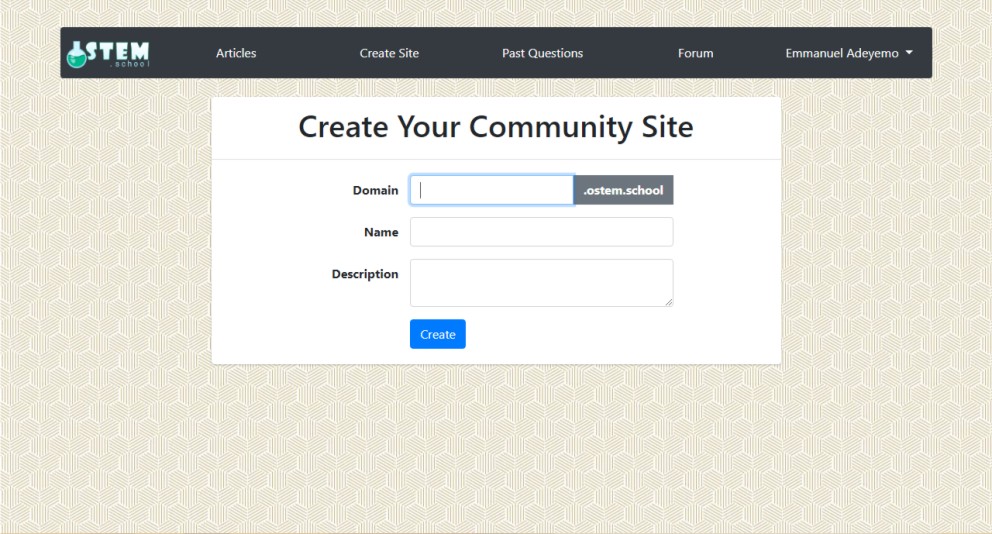 STEM
.school
Articles
Create Site
Past Questions
Forum
Emmanuel Adeyemo
Create Your Community Site
Domain
.ostem.school
Name
Description
Create